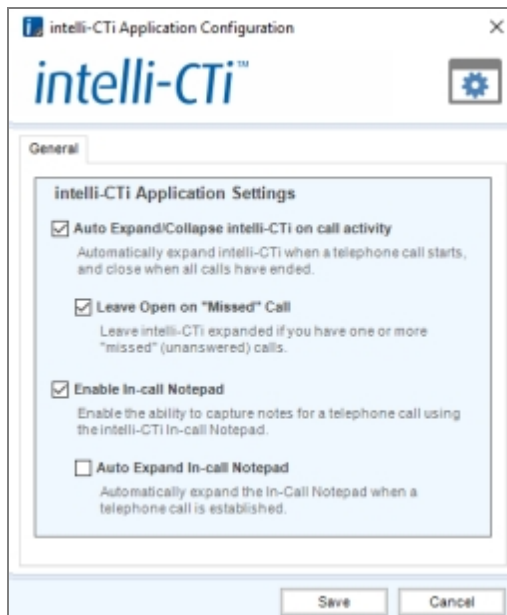 intelli-CTi Application Configuration
intelli-CTi™
General
intelli-CTi Application Settings
Auto Expand/Collapse intelli-CTi on call activity
Automatically expand intelli-CTi when a telephone call starts,
and close when all calls have ended.
Leave Open on "Missed" Call
Leave intelli-CTi expanded if you have one or more
"missed" (unanswered) calls.
Enable In-call Notepad
Enable the ability to capture notes for a telephone call using
the intelli-CTi In-call Notepad.
Auto Expand In-call Notepad
Automatically expand the In-Call Notepad when a
telephone call is established.
Save Cancel